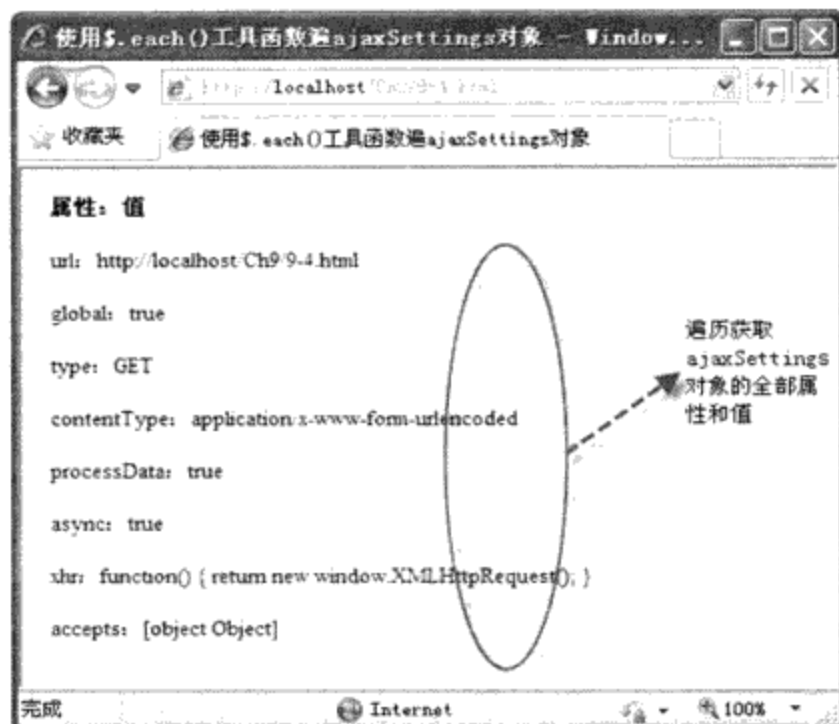 使用$.each()工具函数遍ajaxSettings对象 - Window...
localhost
收藏夹
使用$.each()工具函数遍ajaxSettings对象
属性：值
url：http://localhost/Ch9/9-4.html
global：true
type：GET
contentType：application/x-www-form-urlencoded
processData：true
async：true
xhr：function() { return new window.XMLHttpRequest(); }
accepts：[object Object]
遍历获取
ajaxSettings
对象的全部属
性和值
完成
Internet
100%